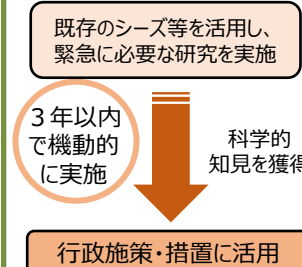 既存のシーズ等を活用し、
緊急に必要な研究を実施
３年以内
で機動的
に実施
科学的
知見を獲得
行政施策・措置に活用